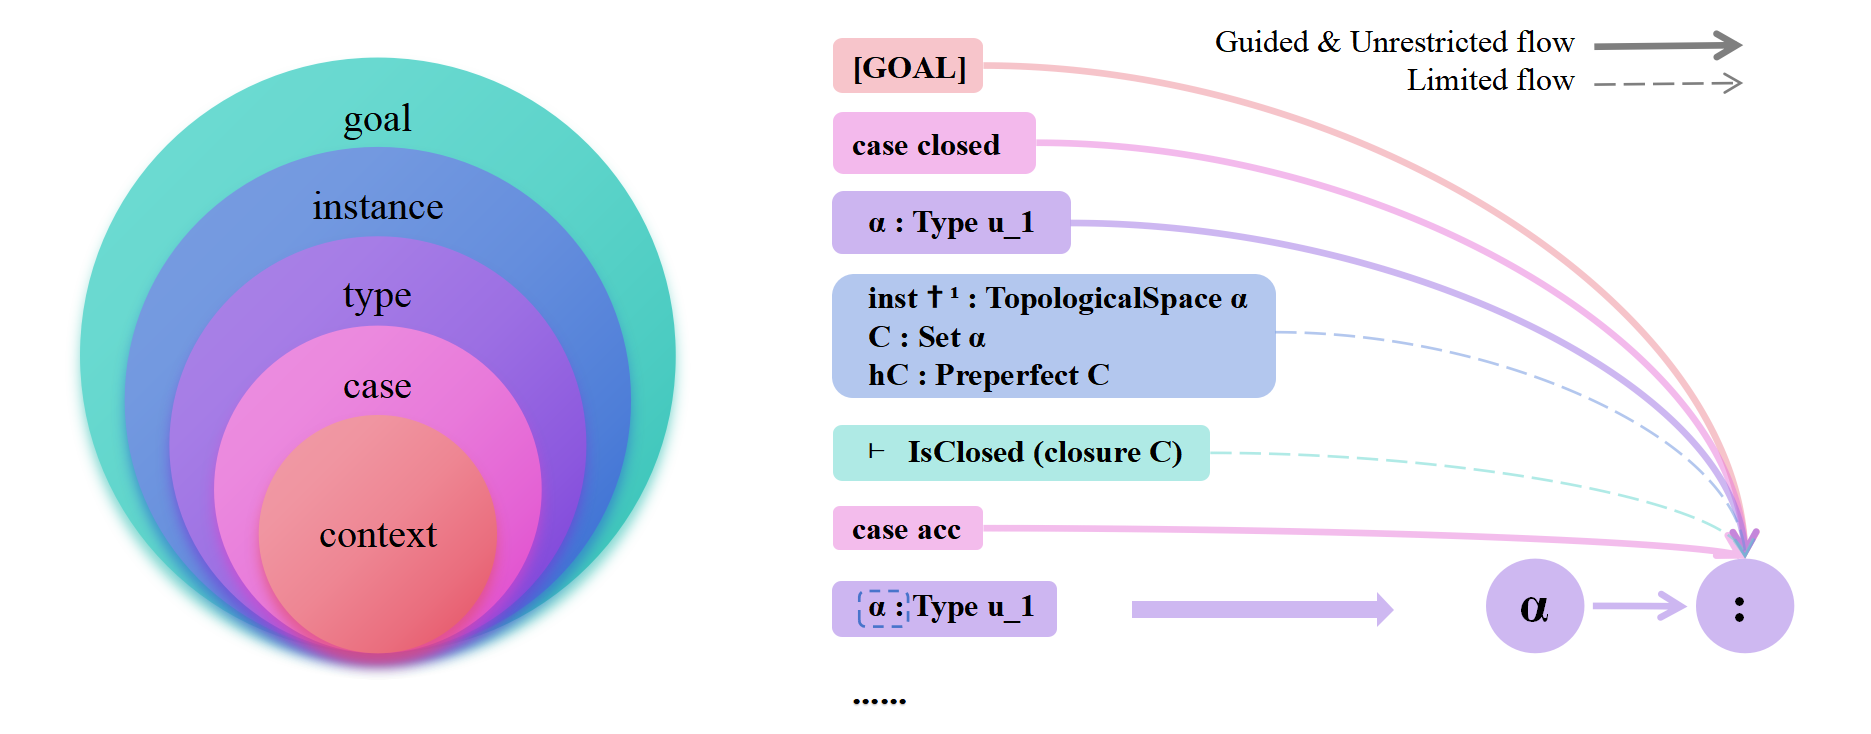 goal
instance
type
case
context
Guided & Unrestricted flow
Limited flow
[GOAL]
case closed
α : Type u_1
inst † ¹ : TopologicalSpace α
C : Set α
hC : Preperfect C
⊢ IsClosed (closure C)
case acc
α : Type u_1
α
:
......